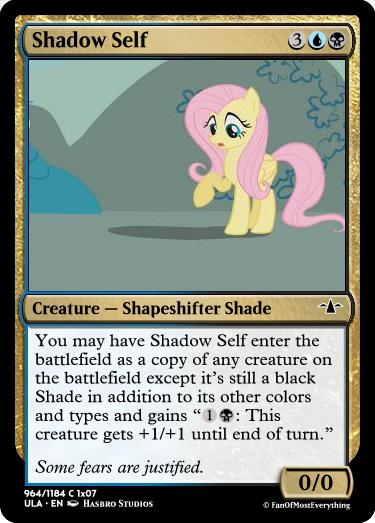 Shadow Self 3
Creature — Shapeshifter Shade
You may have Shadow Self enter the
battlefield as a copy of any creature on
the battlefield except it's still a black
Shade in addition to its other colors
and types and gains “1: This
creature gets +1/+1 until end of turn.”
Some fears are justified.
0/0
964/1184 C 1x07
ULA · EN HASBRO STUDIOS
© FanOfMostEverything